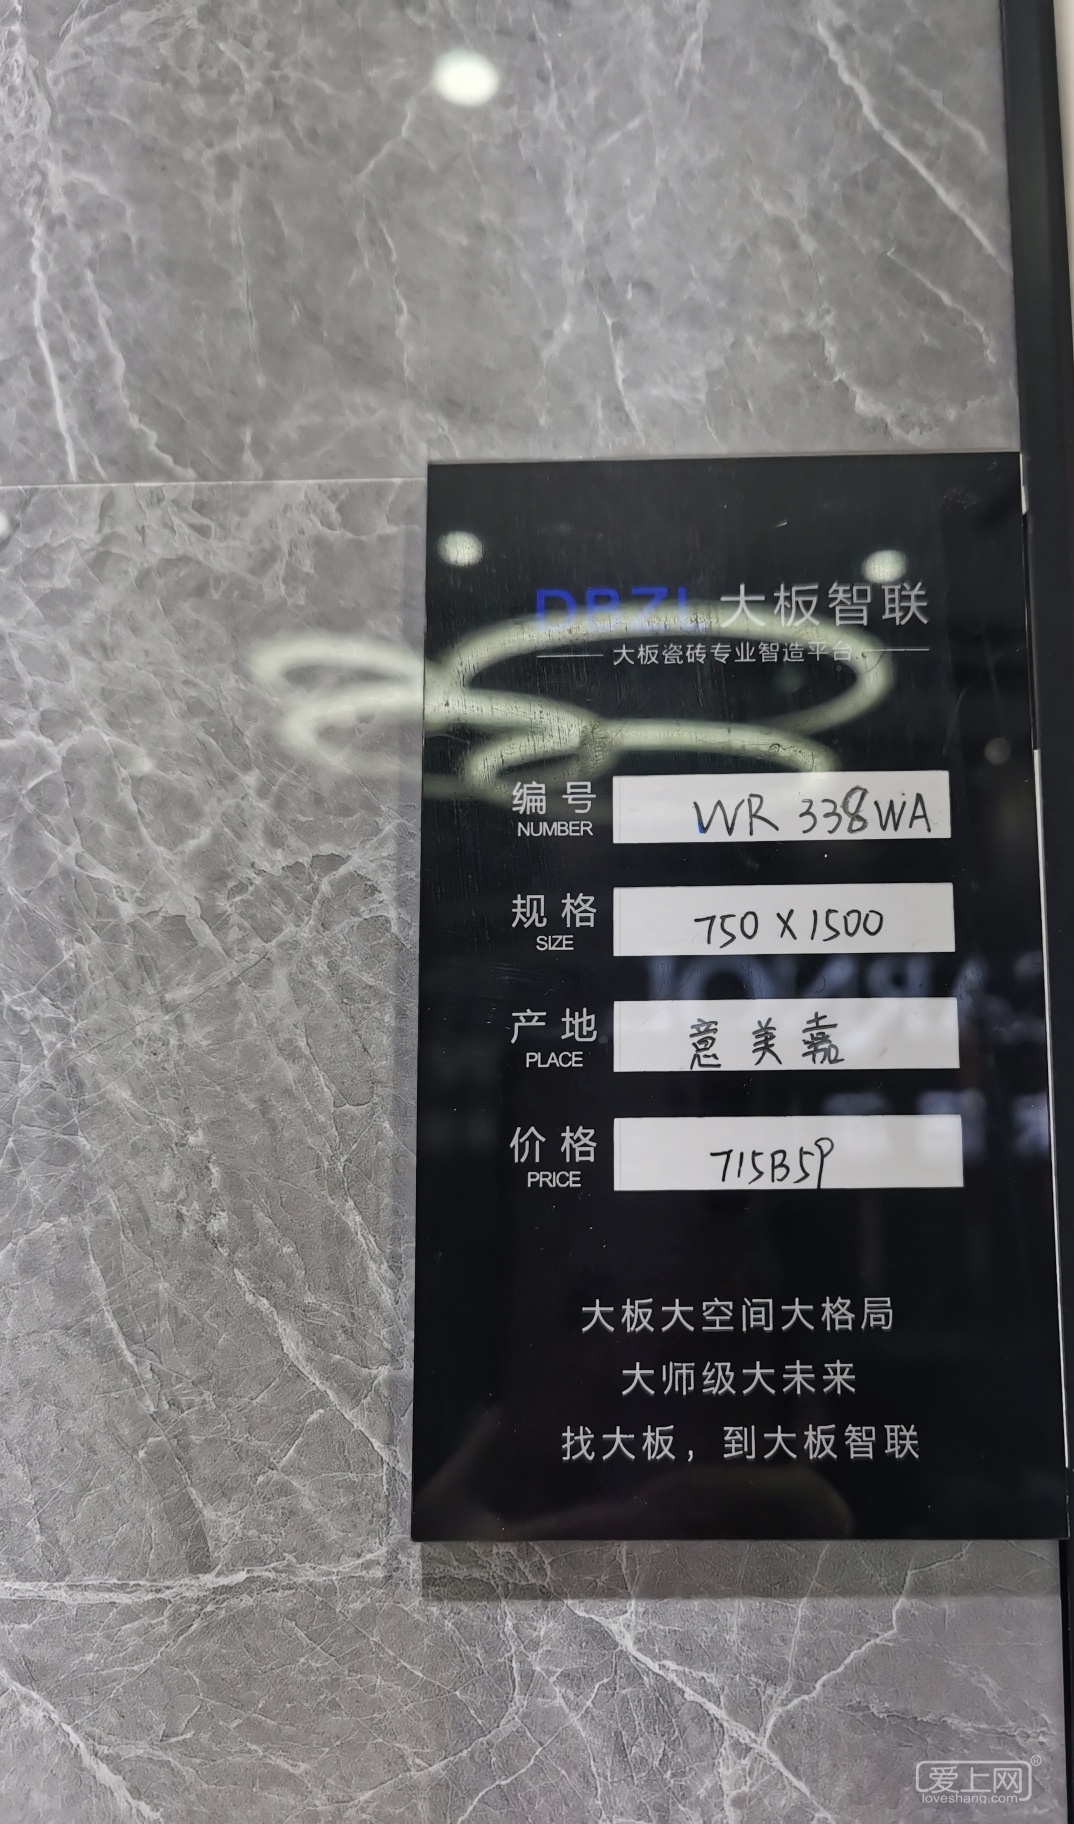 DBZL 大板智联
大板瓷砖专业智造平台
编号 WR 338WA
NUMBER
规格 750 X 1500
SIZE
产地 意美嘉
PLACE
价格 715B5P
PRICE
大板大空间大格局
大师级大未来
找大板，到大板智联
爱上网®
loveshang.com